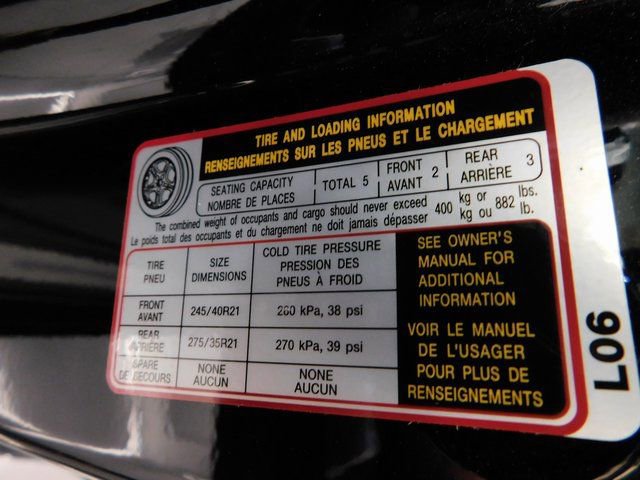 TIRE AND LOADING INFORMATION
RENSEIGNEMENTS SUR LES PNEUS ET LE CHARGEMENT
SEATING CAPACITY
NOMBRE DE PLACES
TOTAL 5
FRONT
AVANT 2
REAR
ARRIÈRE 3
The combined weight of occupants and cargo should never exceed 400 kg or 882 lbs.
Le poids total des occupants et du chargement ne doit jamais dépasser kg ou lb.
TIRE
PNEU
SIZE
DIMENSIONS
COLD TIRE PRESSURE
PRESSION DES
PNEUS À FROID
FRONT
AVANT
245/40R21
260 kPa, 38 psi
REAR
ARRIÈRE
275/35R21
270 kPa, 39 psi
SPARE
DE SECOURS
NONE
AUCUN
NONE
AUCUN
SEE OWNER'S
MANUAL FOR
ADDITIONAL
INFORMATION
VOIR LE MANUEL
DE L'USAGER
POUR PLUS DE
RENSEIGNEMENTS
L06